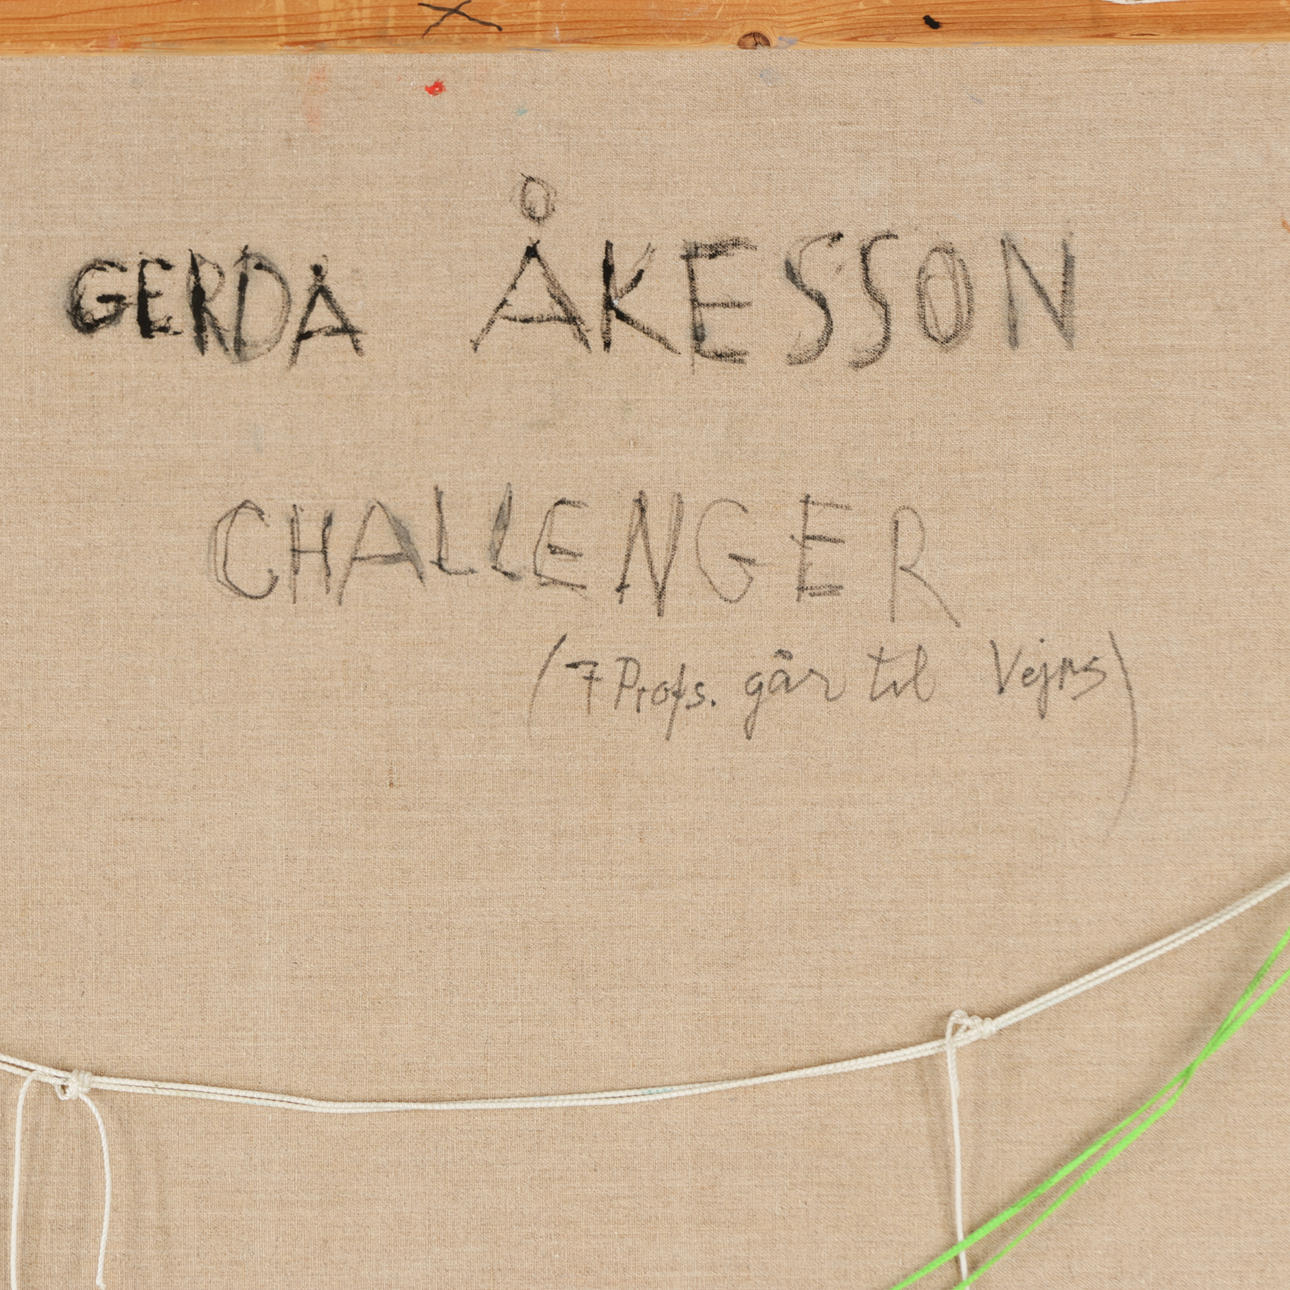 GERDA ÅKESSON
CHALLENGER
(7 Profs. går til Vejrs)